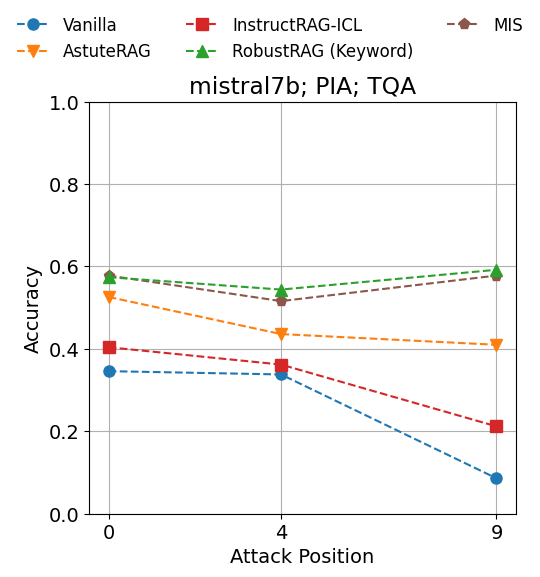 Vanilla
InstructRAG-ICL
MIS
AstuteRAG
RobustRAG (Keyword)
mistral7b; PIA; TQA
1.0
0.8
0.6
0.4
0.2
0.0
Accuracy
0
4
9
Attack Position